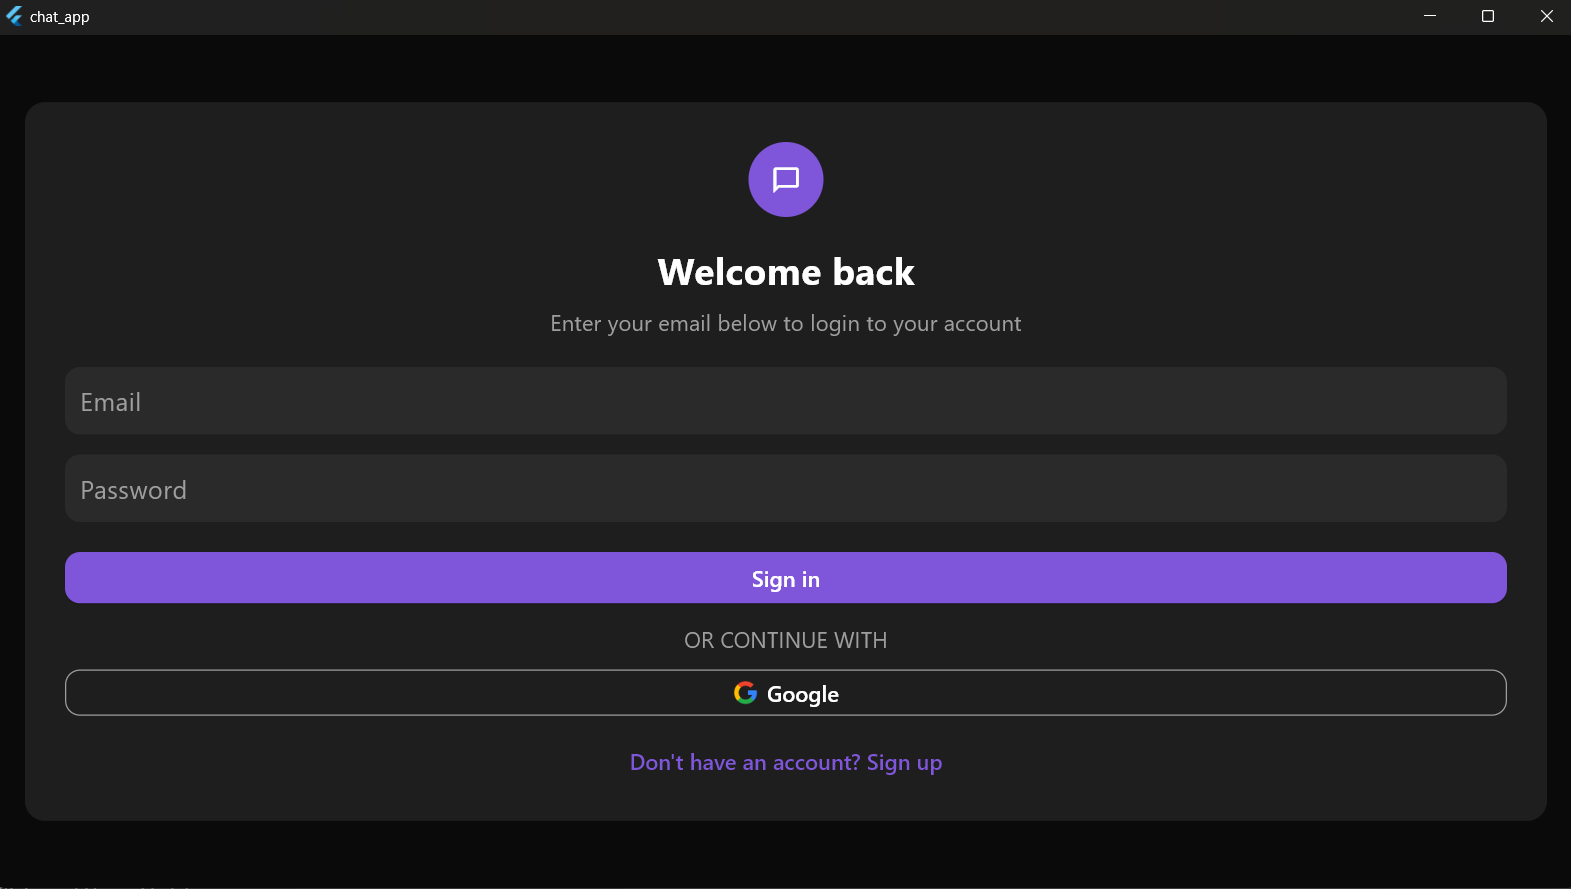 chat_app
Welcome back
Enter your email below to login to your account
Email
Password
Sign in
OR CONTINUE WITH
Google
Don't have an account? Sign up